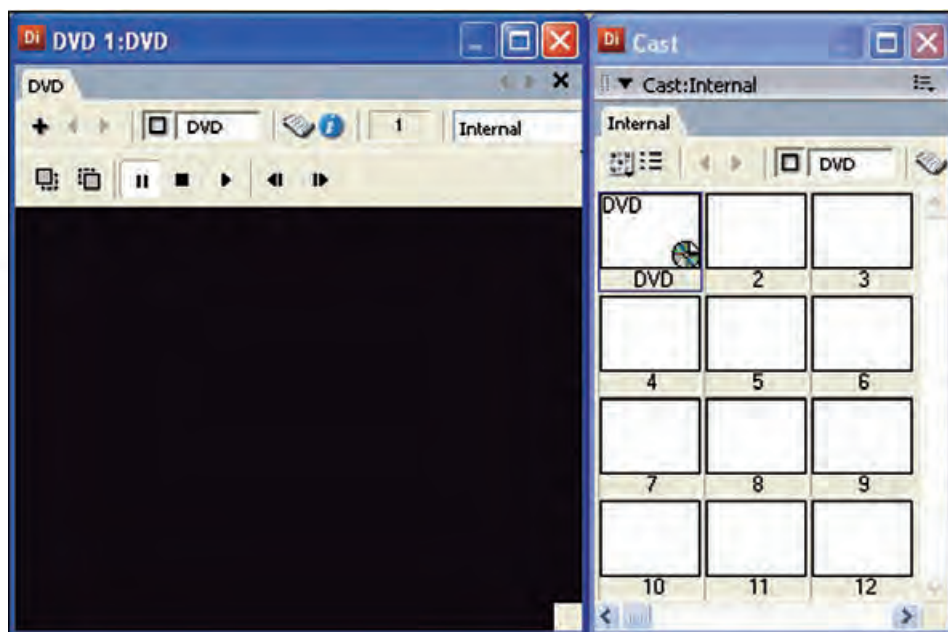 Di DVD 1:DVD
DVD
DVD
1
Internal
Di Cast
Cast:Internal
Internal
DVD
DVD
DVD 2 3
4 5 6
7 8 9
10 11 12